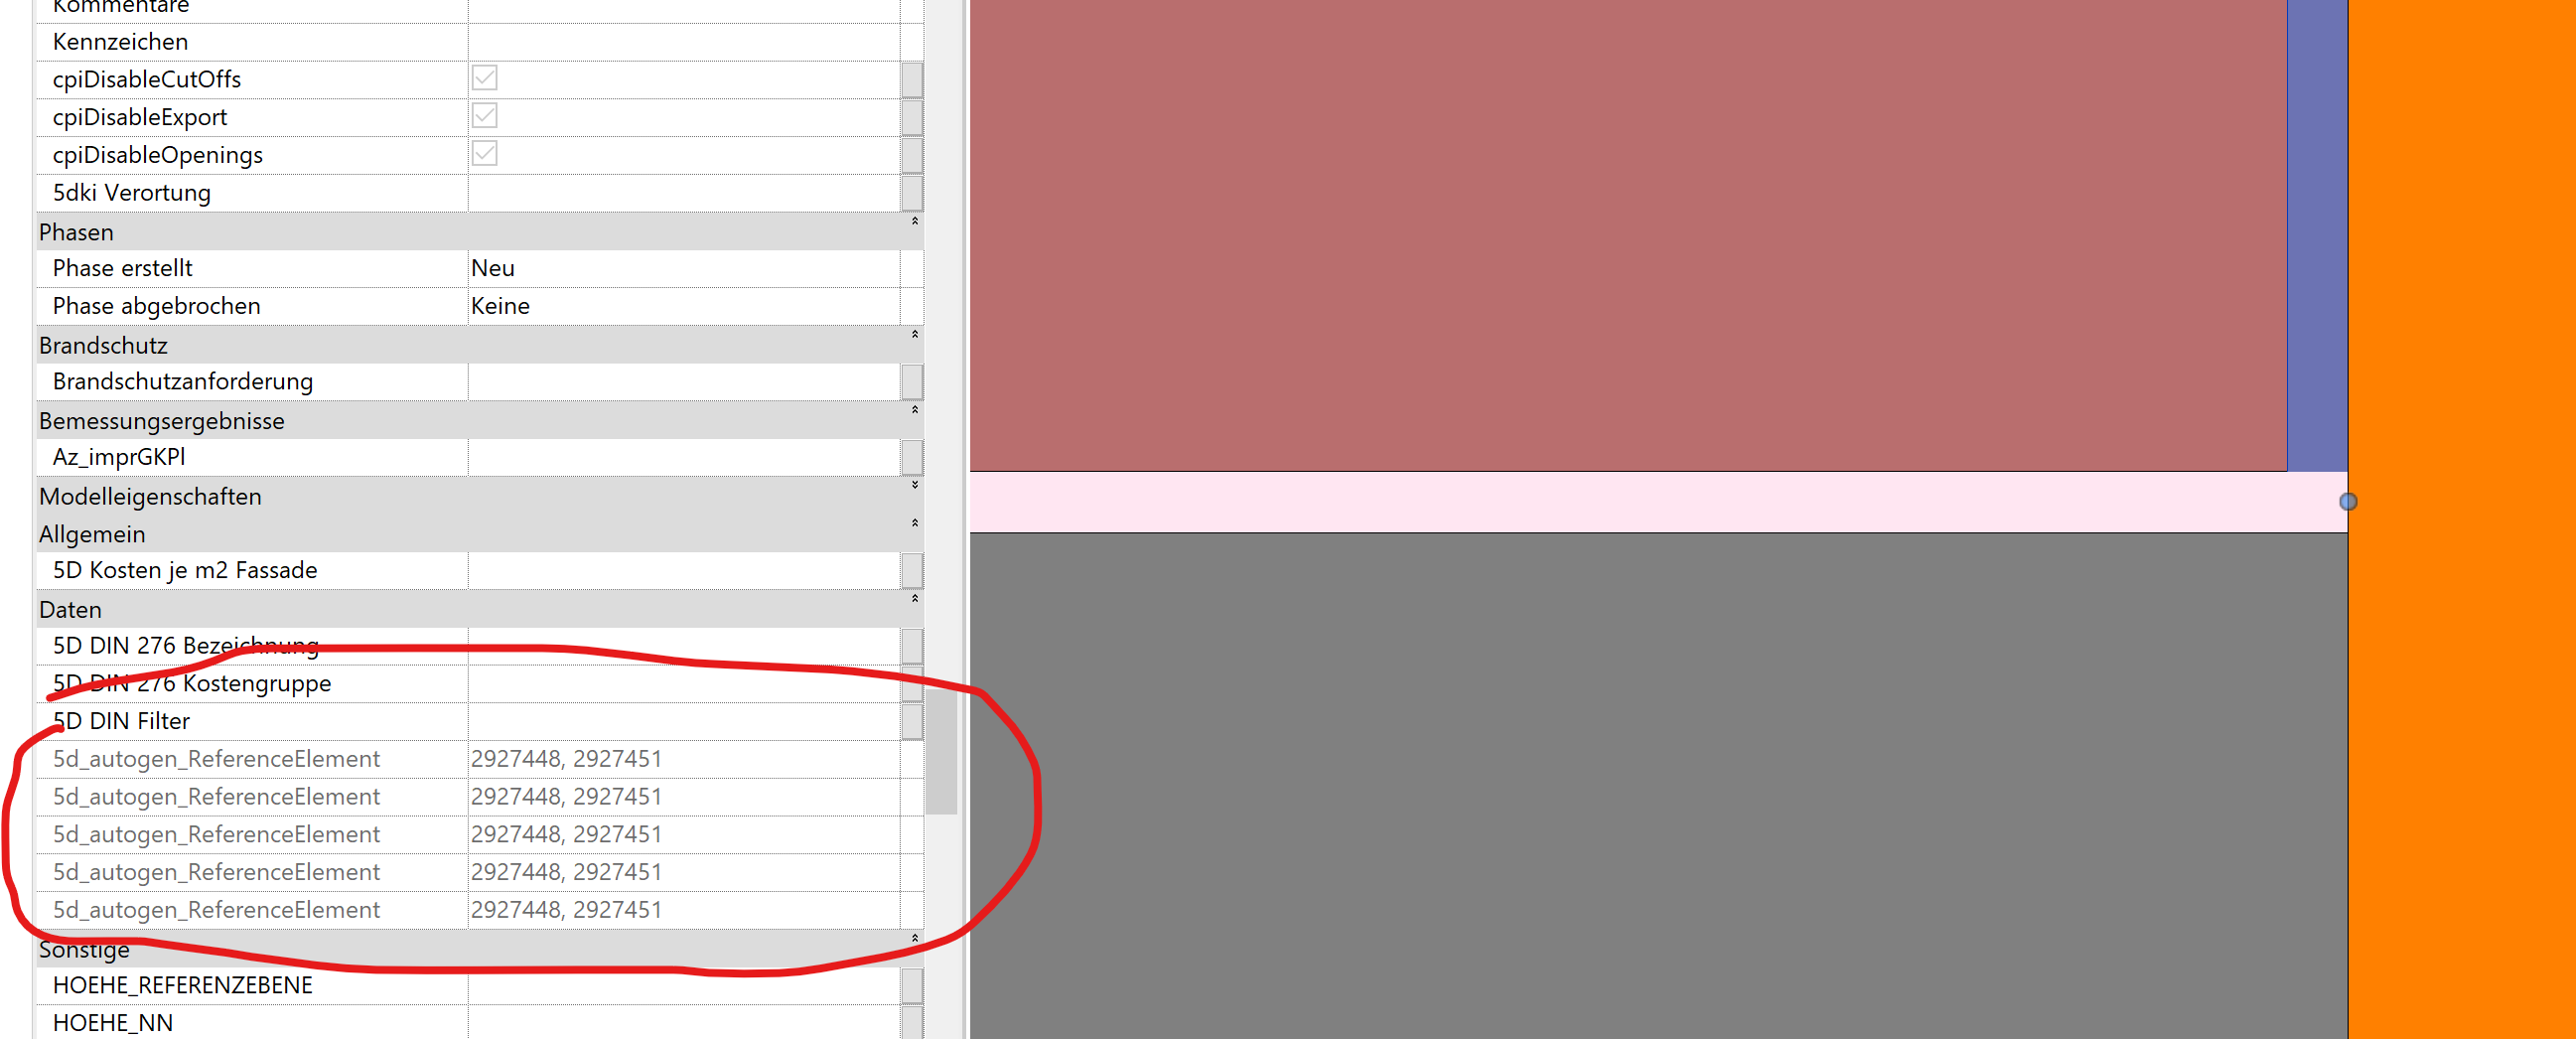 Kommentare
Kennzeichen
cpiDisableCutOffs
cpiDisableExport
cpiDisableOpenings
5dki Verortung
Phasen
Phase erstellt Neu
Phase abgebrochen Keine
Brandschutz
Brandschutzanforderung
Bemessungsergebnisse
Az_imprGKPl
Modelleigenschaften
Allgemein
5D Kosten je m2 Fassade
Daten
5D DIN 276 Bezeichnung
5D DIN 276 Kostengruppe
5D DIN Filter
5d_autogen_ReferenceElement 2927448, 2927451
5d_autogen_ReferenceElement 2927448, 2927451
5d_autogen_ReferenceElement 2927448, 2927451
5d_autogen_ReferenceElement 2927448, 2927451
5d_autogen_ReferenceElement 2927448, 2927451
Sonstige
HOEHE_REFERENZEBENE
HOEHE_NN